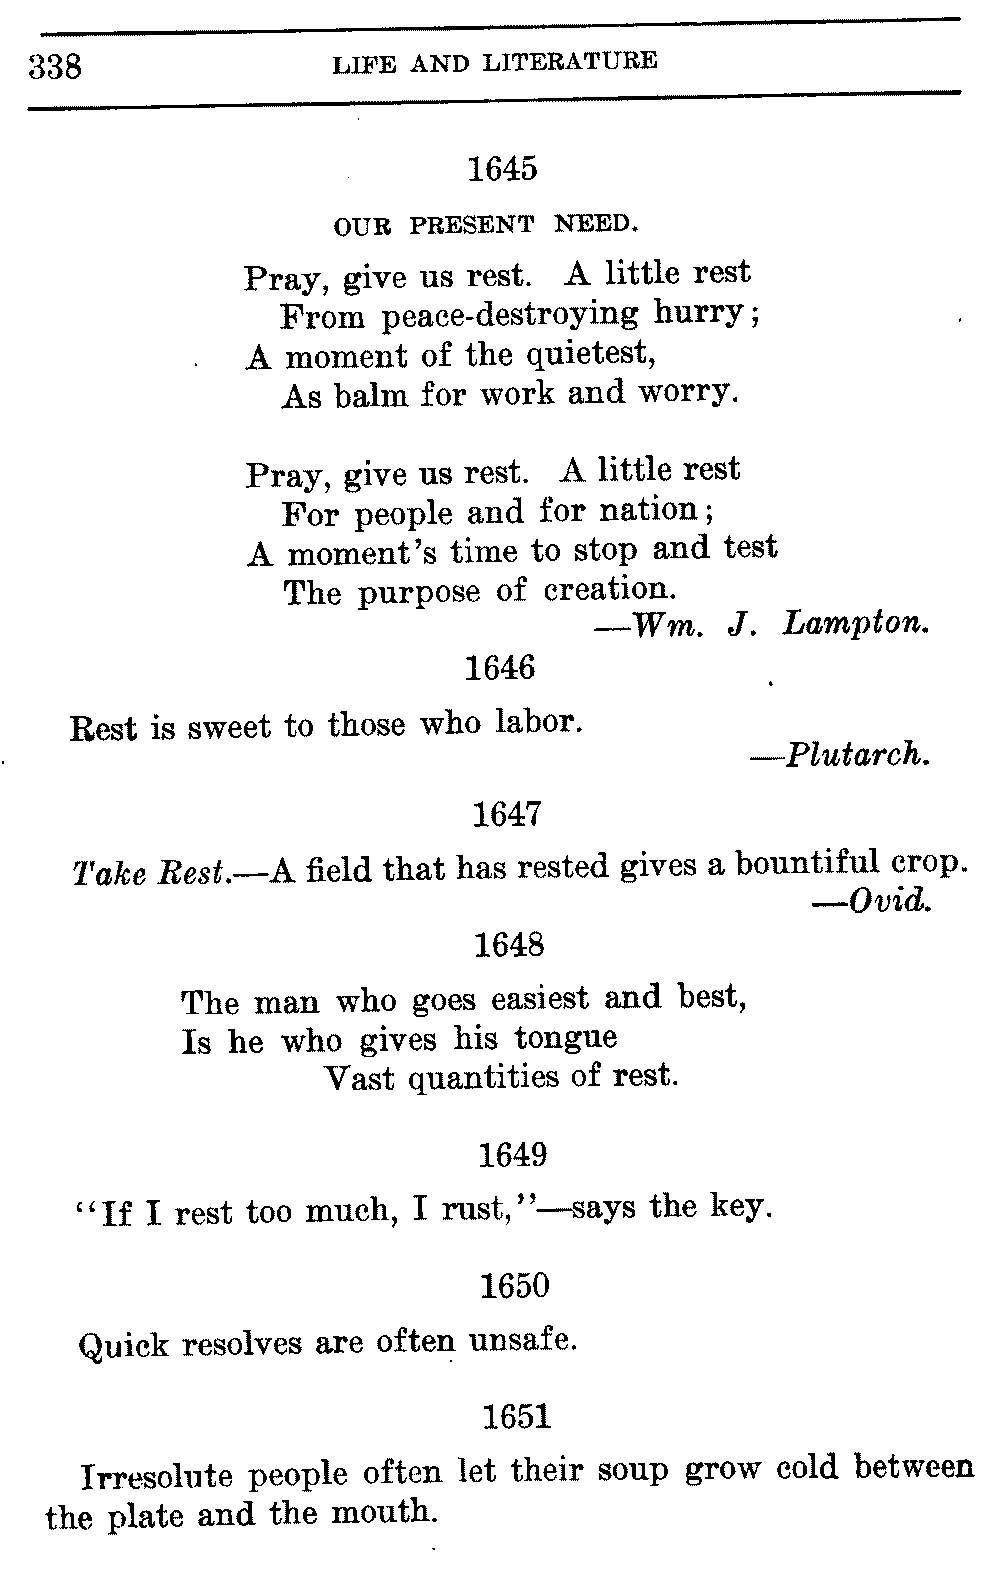 338 LIFE AND LITERATURE
1645
OUR PRESENT NEED.
Pray, give us rest. A little rest
From peace-destroying hurry;
A moment of the quietest,
As balm for work and worry.
Pray, give us rest. A little rest
For people and for nation;
A moment's time to stop and test
The purpose of creation.
—Wm. J. Lampton.
1646
Rest is sweet to those who labor.
—Plutarch.
1647
Take Rest.—A field that has rested gives a bountiful crop.
—Ovid.
1648
The man who goes easiest and best,
Is he who gives his tongue
Vast quantities of rest.
1649
"If I rest too much, I rust,"—says the key.
1650
Quick resolves are often unsafe.
1651
Irresolute people often let their soup grow cold between
the plate and the mouth.